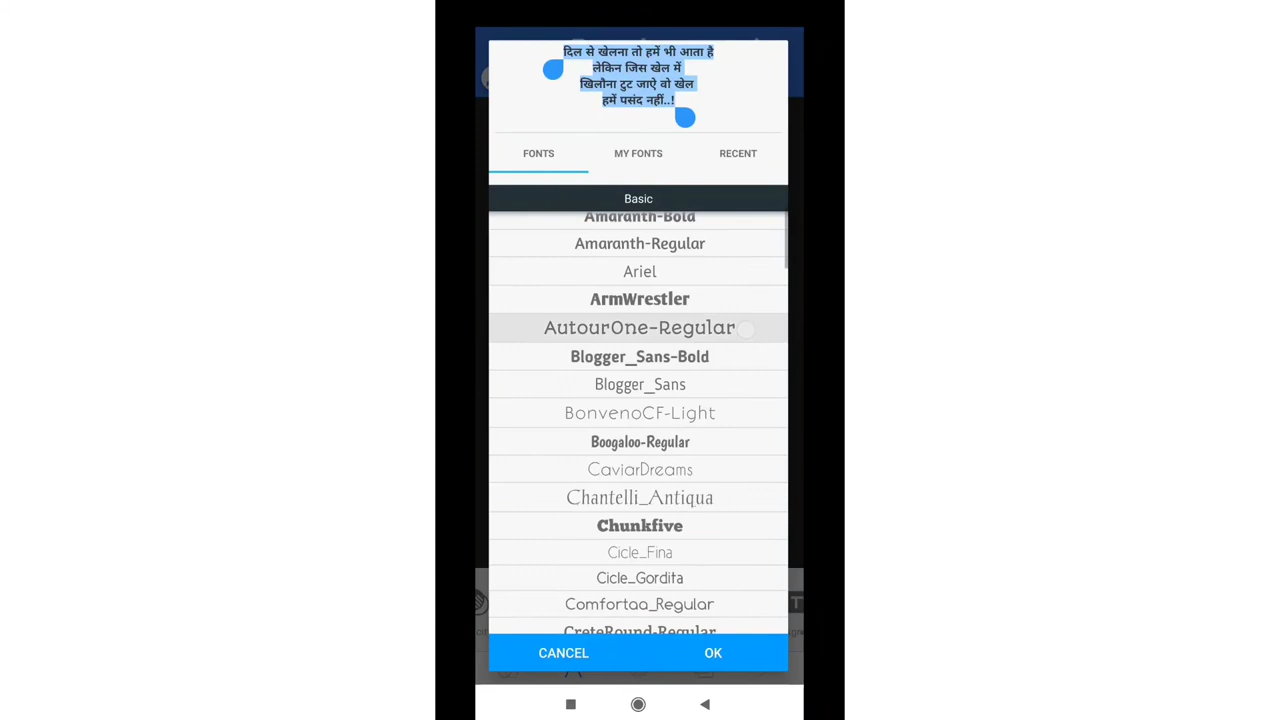 दिल से खेलना तो हमें भी आता है
लेकिन जिस खेल में
खिलौना टुट जाऐ वो खेल
हमें पसंद नहीं..!
FONTS
MY FONTS
RECENT
Basic
Amaranth-Bold
Amaranth-Regular
Ariel
ArmWrestler
AutourOne-Regular
Blogger_Sans-Bold
Blogger_Sans
BonvenoCF-Light
Boogaloo-Regular
CaviarDreams
Chantelli_Antiqua
Chunkfive
Cicle_Fina
Cicle_Gordita
Comfortaa_Regular
CreteRound-Regular
CANCEL
OK